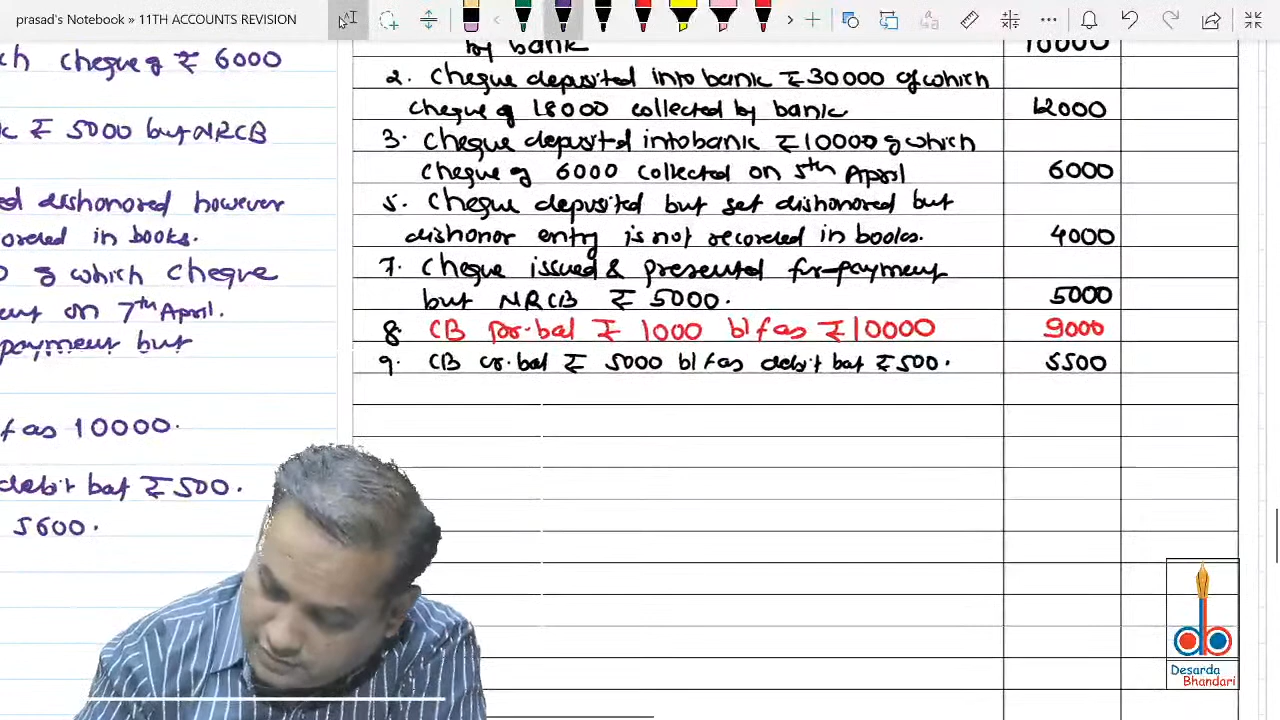 prasad's Notebook » 11TH ACCOUNTS REVISION
ch cheque of ₹ 6000
₹ 5000 but NRCB
ed dishonored however
orded in books.
of which cheque
ent on 7th April.
payment but
f as 10000.
debit bal ₹ 500.
5600.
by bank 10000
2. Cheque deposited into bank ₹ 30000 of which
cheque of 18000 collected by bank 12000
3. Cheque deposited into bank ₹ 10000 of which
cheque of 6000 collected on 5th April 6000
5. Cheque deposited but get dishonored but
dishonor entry is not recorded in books. 4000
7. Cheque issued & presented for payment
but NRCB ₹ 5000. 5000
8. CB Dr. bal ₹ 1000 b/f as ₹ 10000 9000
9. CB cr. bal ₹ 5000 b/f as debit bal ₹ 500. 5500
Desarda
Bhandari